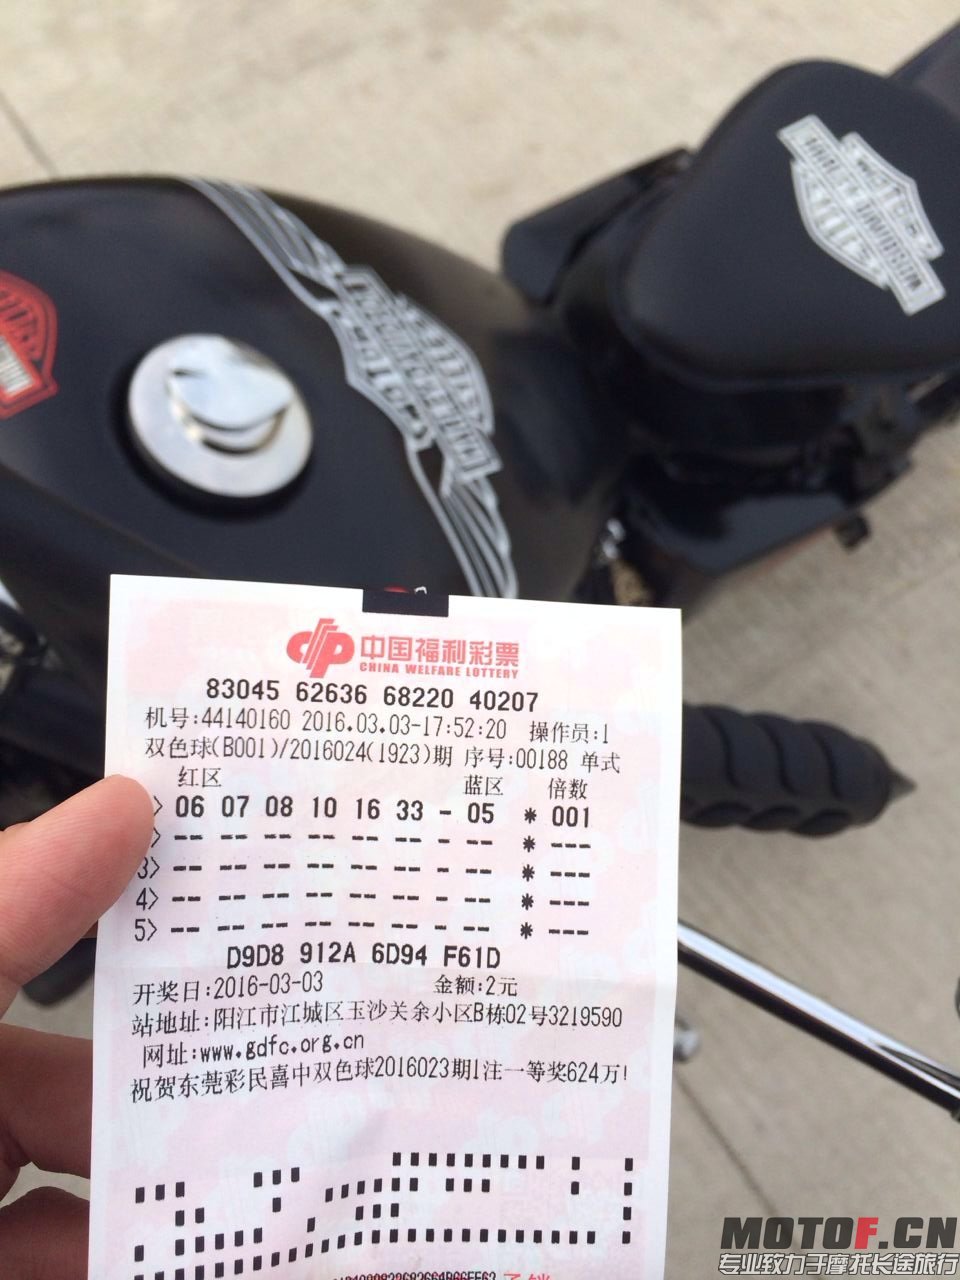 中国福利彩票
CHINA WELFARE LOTTERY
83045 62636 68220 40207
机号:44140160 2016.03.03-17:52:20 操作员:1
双色球(B001)/2016024(1923)期 序号:00188 单式
红区 蓝区 倍数
> 06 07 08 10 16 33 - 05 * 001
> -- -- -- -- -- -- - -- * ---
3> -- -- -- -- -- -- - -- * ---
4> -- -- -- -- -- -- - -- * ---
5> -- -- -- -- -- -- - -- * ---
D9D8 912A 6D94 F61D
开奖日:2016-03-03 金额:2元
站地址:阳江市江城区玉沙关余小区B栋02号3219590
网址:www.gdfc.org.cn
祝贺东莞彩民喜中双色球2016023期1注一等奖624万!
MOTOF.CN
专业致力于摩托长途旅行